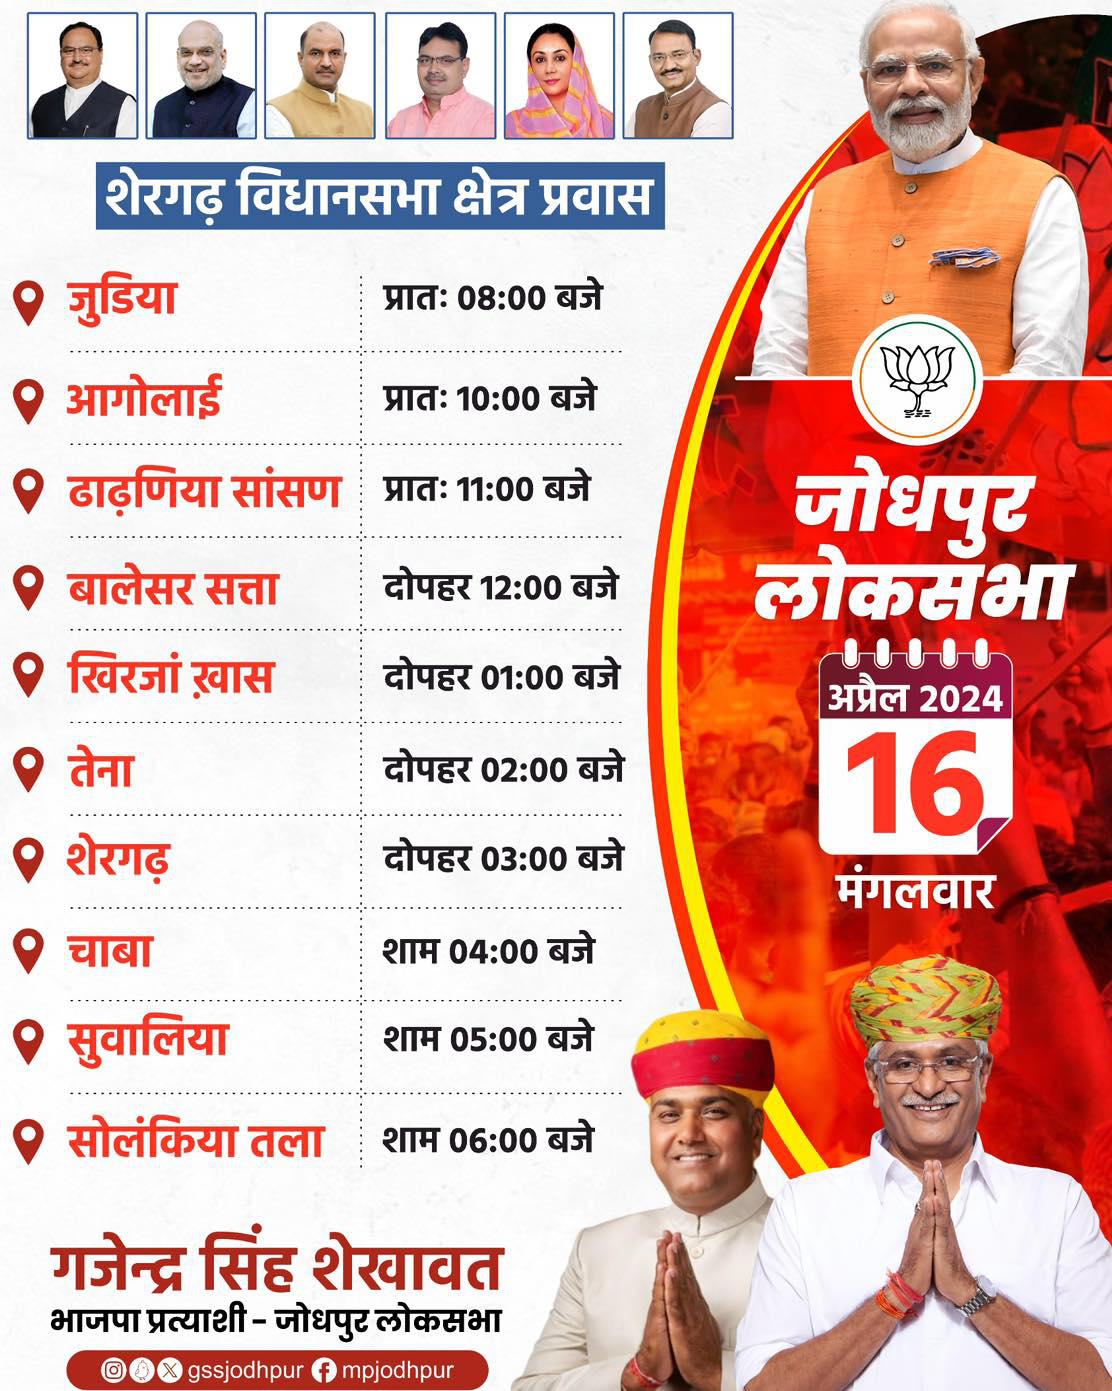 शेरगढ़ विधानसभा क्षेत्र प्रवास
जुडिया प्रातः 08:00 बजे
आगोलाई प्रातः 10:00 बजे
ढाढ़णिया सांसण प्रातः 11:00 बजे
बालेसर सत्ता दोपहर 12:00 बजे
खिरजां ख़ास दोपहर 01:00 बजे
तेना दोपहर 02:00 बजे
शेरगढ़ दोपहर 03:00 बजे
चाबा शाम 04:00 बजे
सुवालिया शाम 05:00 बजे
सोलंकिया तला शाम 06:00 बजे
जोधपुर
लोकसभा
अप्रैल 2024
16
मंगलवार
गजेन्द्र सिंह शेखावत
भाजपा प्रत्याशी - जोधपुर लोकसभा
gssjodhpur mpjodhpur